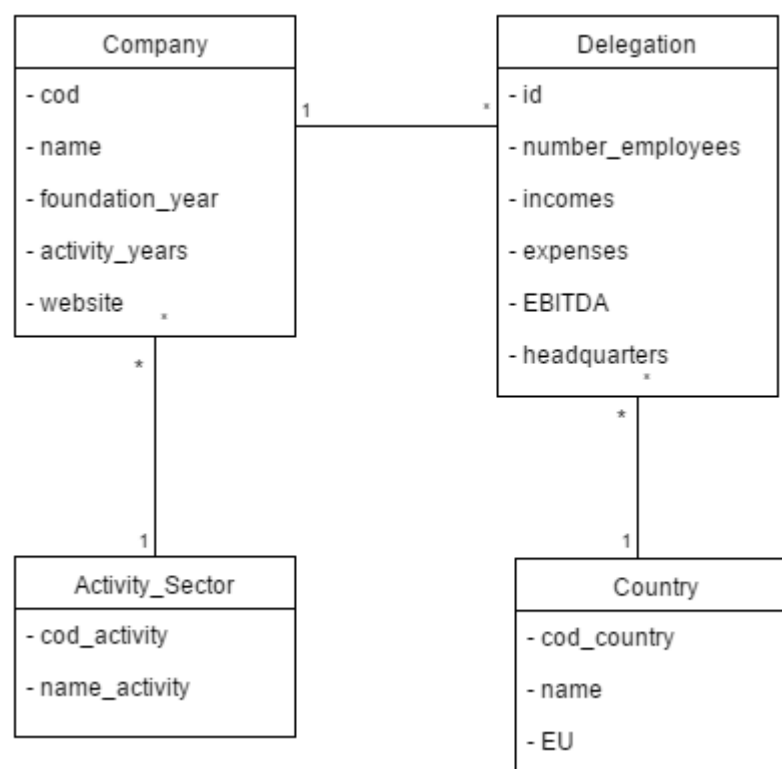 Company
- cod
- name
- foundation_year
- activity_years
- website
*
*
1
*
Delegation
- id
- number_employees
- incomes
- expenses
- EBITDA
- headquarters
*
*
1
Activity_Sector
- cod_activity
- name_activity
1
Country
- cod_country
- name
- EU